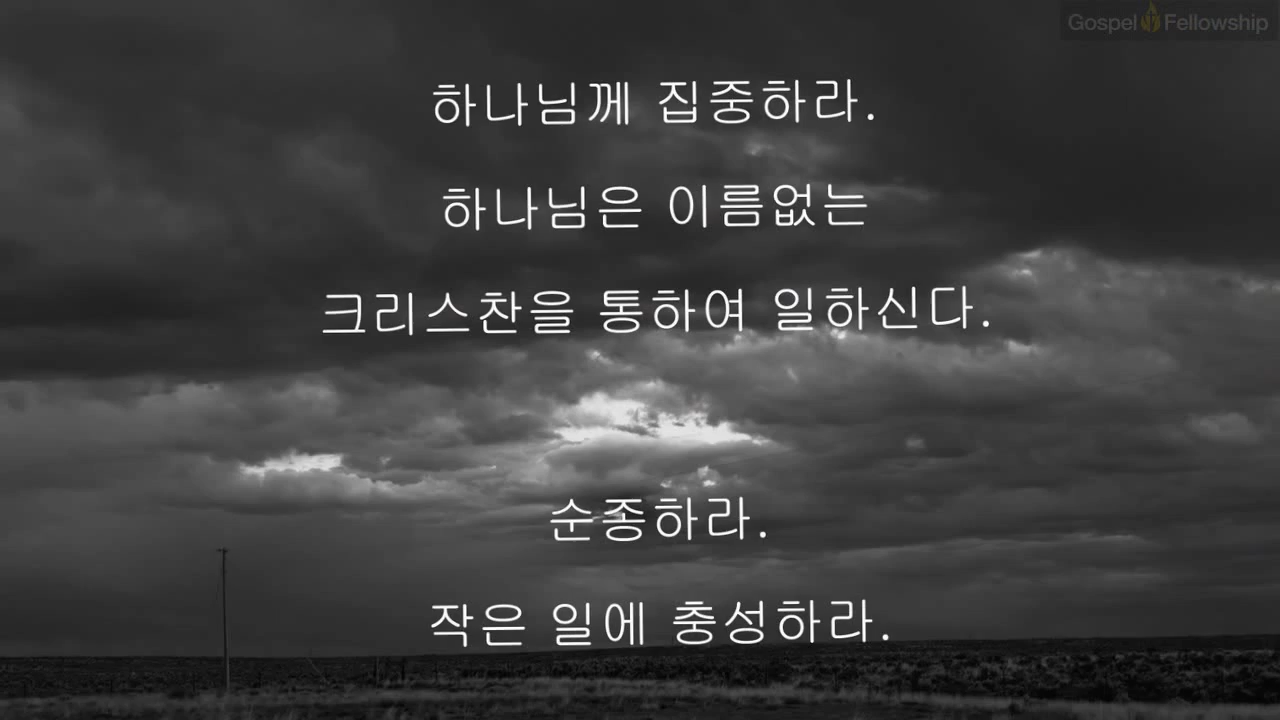 Gospel Fellowship
하나님께 집중하라.
하나님은 이름없는
크리스찬을 통하여 일하신다.
순종하라.
작은 일에 충성하라.